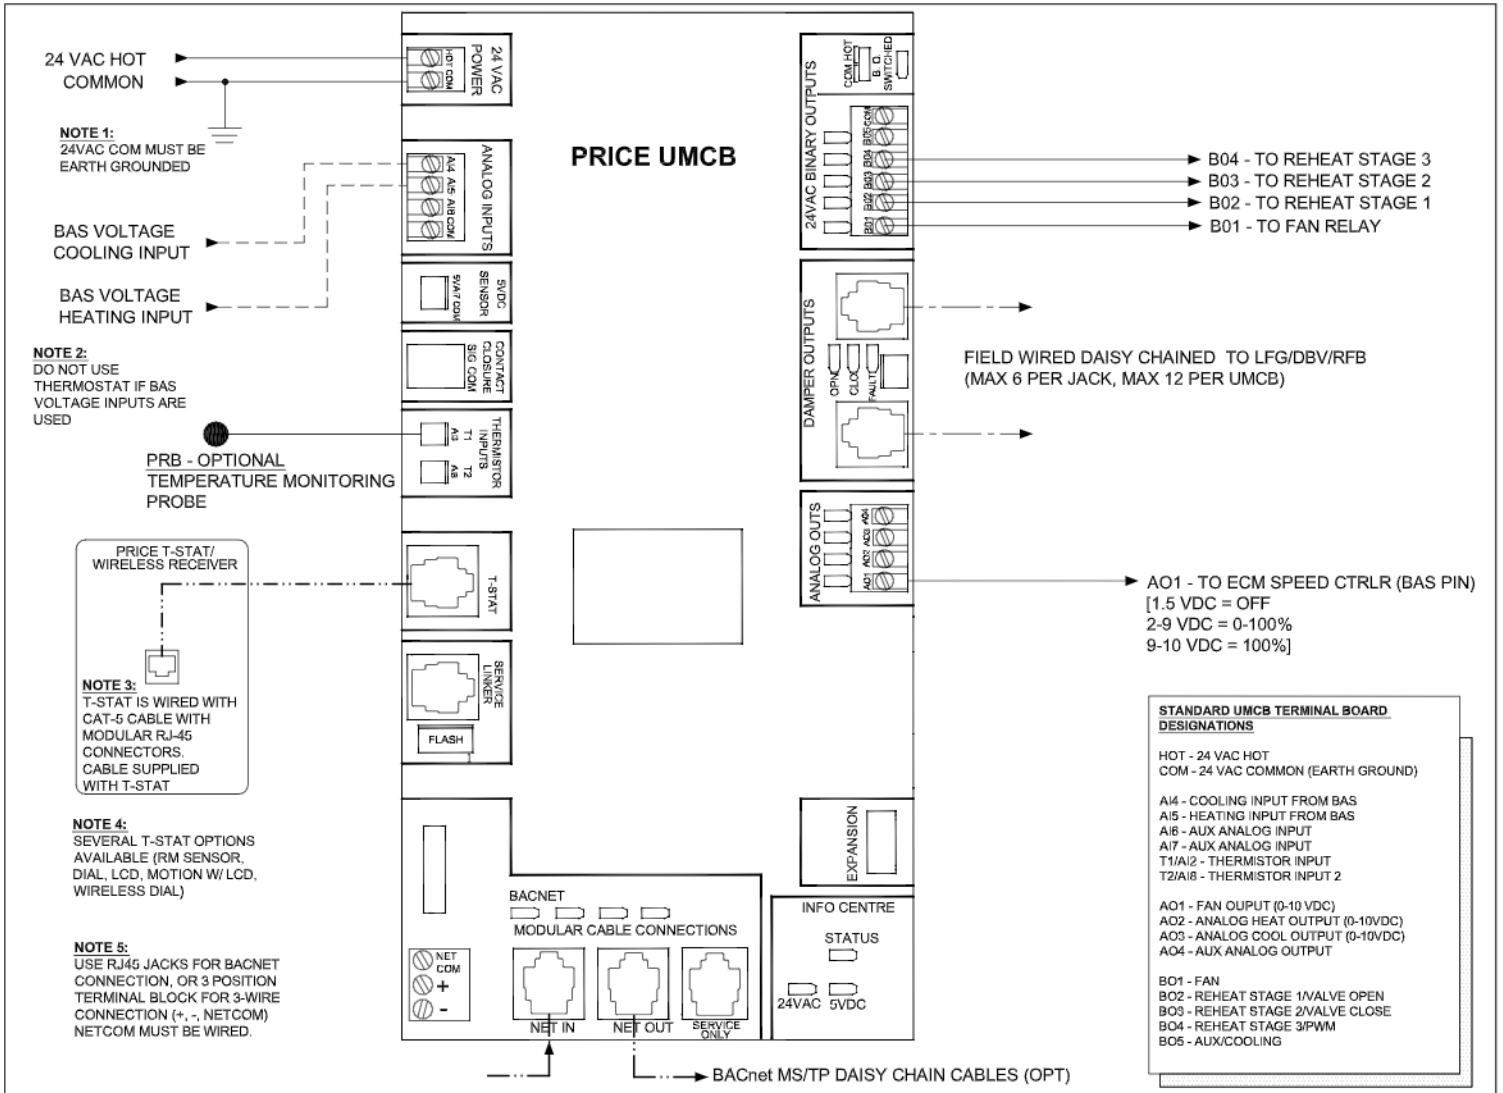 24 VAC HOT
COMMON
NOTE 1:
24VAC COM MUST BE
EARTH GROUNDED
BAS VOLTAGE
COOLING INPUT
BAS VOLTAGE
HEATING INPUT
NOTE 2:
DO NOT USE
THERMOSTAT IF BAS
VOLTAGE INPUTS ARE
USED
PRB - OPTIONAL
TEMPERATURE MONITORING
PROBE
PRICE T-STAT/
WIRELESS RECEIVER
NOTE 3:
T-STAT IS WIRED WITH
CAT-5 CABLE WITH
MODULAR RJ-45
CONNECTORS.
CABLE SUPPLIED
WITH T-STAT
NOTE 4:
SEVERAL T-STAT OPTIONS
AVAILABLE (RM SENSOR,
DIAL, LCD, MOTION W/ LCD,
WIRELESS DIAL)
NOTE 5:
USE RJ45 JACKS FOR BACNET
CONNECTION, OR 3 POSITION
TERMINAL BLOCK FOR 3-WIRE
CONNECTION (+, -, NETCOM)
NETCOM MUST BE WIRED.
PRICE UMCB
24 VAC
POWER
HOT COM
ANALOG INPUTS
AI4 AI5 AI6 COM
5VDC
SENSOR
5V AI7 COM
CONTACT
CLOSURE
SIG COM
THERMISTOR
INPUTS
T1
AI3
T2
AI8
T-STAT
SERVICE
LINKER
FLASH
BACNET
MODULAR CABLE CONNECTIONS
NET
COM
+
-
NET IN
NET OUT
SERVICE
ONLY
BACnet MS/TP DAISY CHAIN CABLES (OPT)
COM HOT
B. O.
SWITCHED
24VAC BINARY OUTPUTS
B01 B02 B03 B04 B05 COM
B04 - TO REHEAT STAGE 3
B03 - TO REHEAT STAGE 2
B02 - TO REHEAT STAGE 1
B01 - TO FAN RELAY
DAMPER OUTPUTS
OPN
CLO
FAULT
FIELD WIRED DAISY CHAINED TO LFG/DBV/RFB
(MAX 6 PER JACK, MAX 12 PER UMCB)
ANALOG OUTS
AO1 AO2 AO3 AO4
AO1 - TO ECM SPEED CTRLR (BAS PIN)
[1.5 VDC = OFF
2-9 VDC = 0-100%
9-10 VDC = 100%]
EXPANSION
INFO CENTRE
STATUS
24VAC
5VDC
STANDARD UMCB TERMINAL BOARD
DESIGNATIONS
HOT - 24 VAC HOT
COM - 24 VAC COMMON (EARTH GROUND)
AI4 - COOLING INPUT FROM BAS
AI5 - HEATING INPUT FROM BAS
AI6 - AUX ANALOG INPUT
AI7 - AUX ANALOG INPUT
T1/AI2 - THERMISTOR INPUT
T2/AI8 - THERMISTOR INPUT 2
AO1 - FAN OUPUT (0-10 VDC)
AO2 - ANALOG HEAT OUTPUT (0-10VDC)
AO3 - ANALOG COOL OUTPUT (0-10VDC)
AO4 - AUX ANALOG OUTPUT
BO1 - FAN
BO2 - REHEAT STAGE 1/VALVE OPEN
BO3 - REHEAT STAGE 2/VALVE CLOSE
BO4 - REHEAT STAGE 3/PWM
BO5 - AUX/COOLING